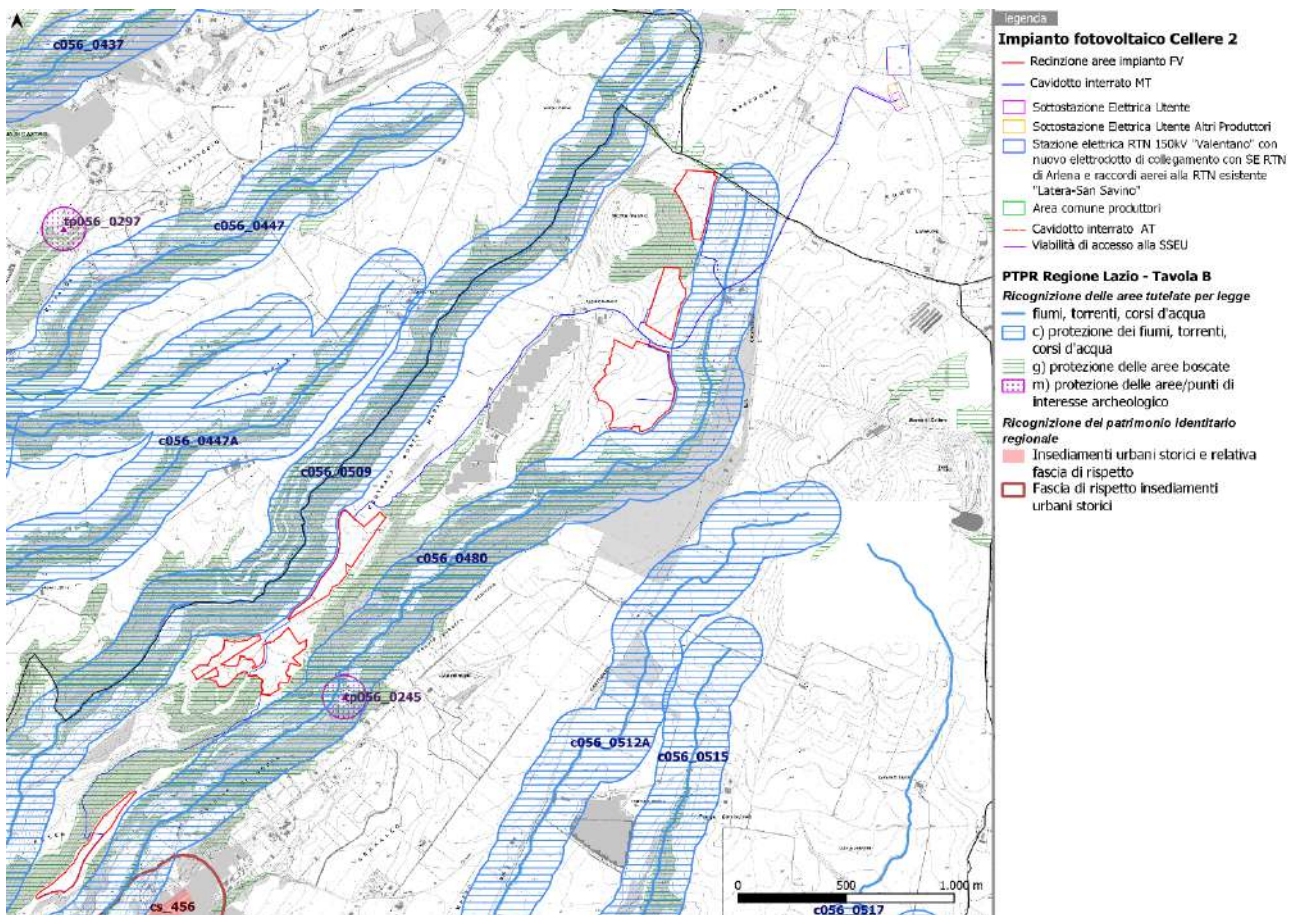 c056_0437
tp056_0297
c056_0447
c056_0447A
c056_0509
c056_0480
tp056_0245
c056_0512A
c056_0515
cs_456
c056_0517
0 500 1.000 m
legenda
Impianto fotovoltaico Cellere 2
Recinzione aree impianto FV
Cavidotto interrato MT
Sottostazione Elettrica Utente
Sottostazione Elettrica Utente Altri Produttori
Stazione elettrica RTN 150kV "Valentano" con
nuovo elettrodotto di collegamento con SE RTN
di Arlena e raccordi aerei alla RTN esistente
"Latera-San Savino"
Area comune produttori
Cavidotto interrato AT
Viabilità di accesso alla SSEU
PTPR Regione Lazio - Tavola B
Ricognizione delle aree tutelate per legge
fiumi, torrenti, corsi d'acqua
c) protezione dei fiumi, torrenti,
corsi d'acqua
g) protezione delle aree boscate
m) protezione delle aree/punti di
interesse archeologico
Ricognizione del patrimonio identitario
regionale
Insediamenti urbani storici e relativa
fascia di rispetto
Fascia di rispetto insediamenti
urbani storici